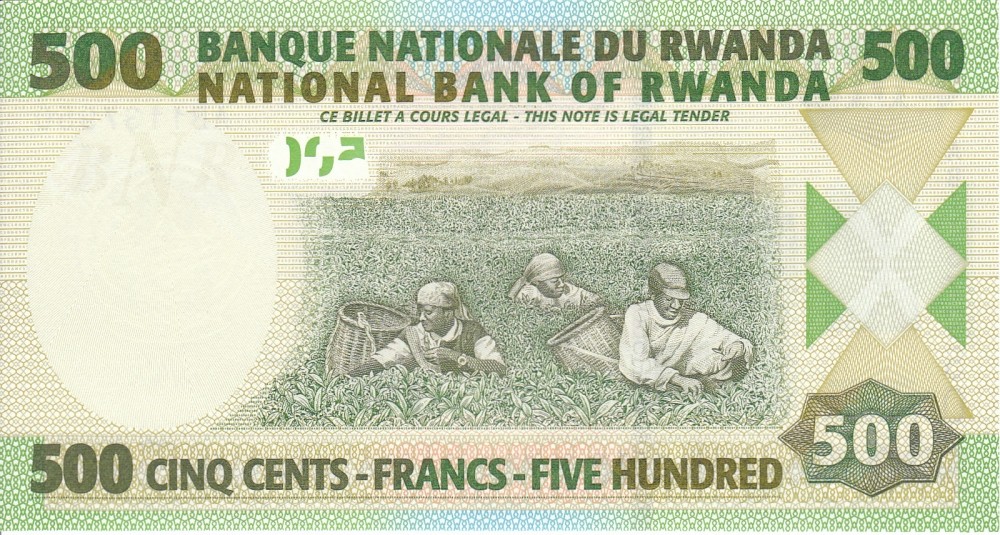 500 BANQUE NATIONALE DU RWANDA 500
NATIONAL BANK OF RWANDA
CE BILLET A COURS LEGAL - THIS NOTE IS LEGAL TENDER
500 CINQ CENTS - FRANCS - FIVE HUNDRED
500